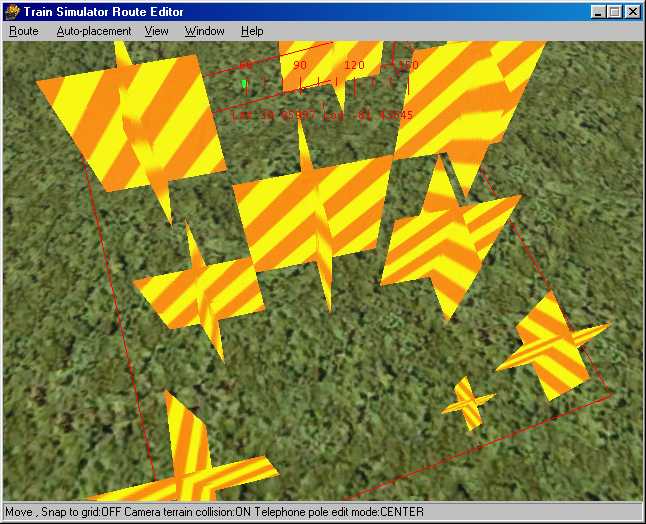 Train Simulator Route Editor
Route Auto-placement View Window Help
60 90 120 150
Move , Snap to grid:OFF Camera terrain collision:ON Telephone pole edit mode:CENTER